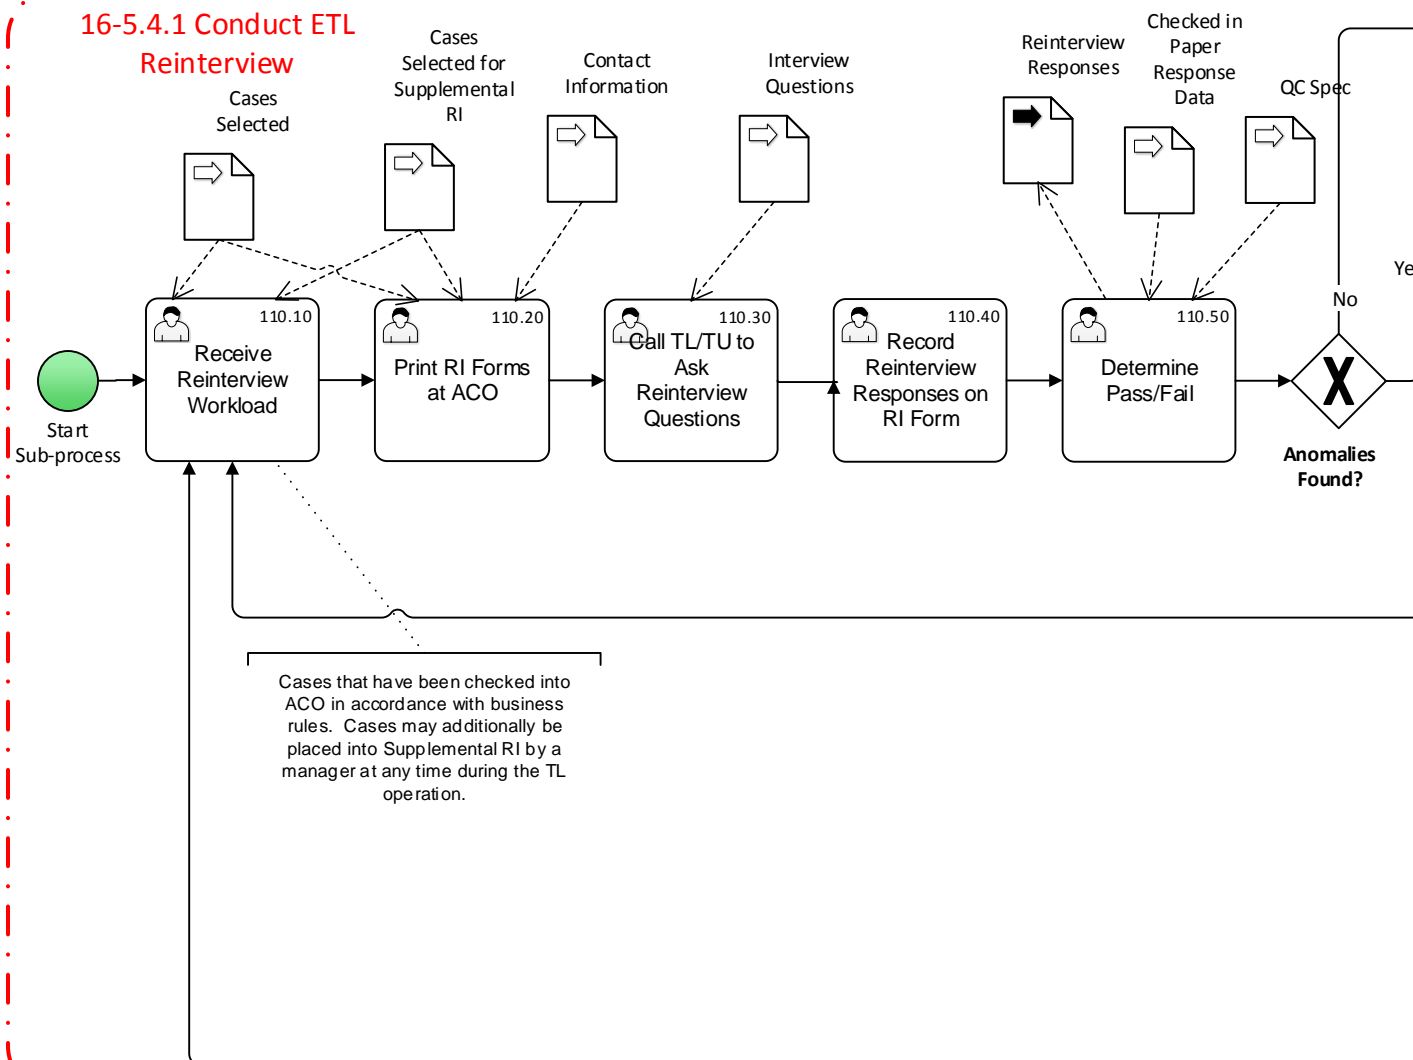 16-5.4.1 Conduct ETL
Reinterview
Cases
Selected
Cases
Selected for
Supplemental
RI
Contact
Information
Interview
Questions
Reinterview
Responses
Checked in
Paper
Response
Data
QC Spec
Start
Sub-process
110.10
Receive
Reinterview
Workload
110.20
Print RI Forms
at ACO
110.30
Call TL/TU to
Ask
Reinterview
Questions
110.40
Record
Reinterview
Responses on
RI Form
110.50
Determine
Pass/Fail
No
Ye
X
Anomalies
Found?
Cases that have been checked into
ACO in accordance with business
rules. Cases may additionally be
placed into Supplemental RI by a
manager at any time during the TL
operation.